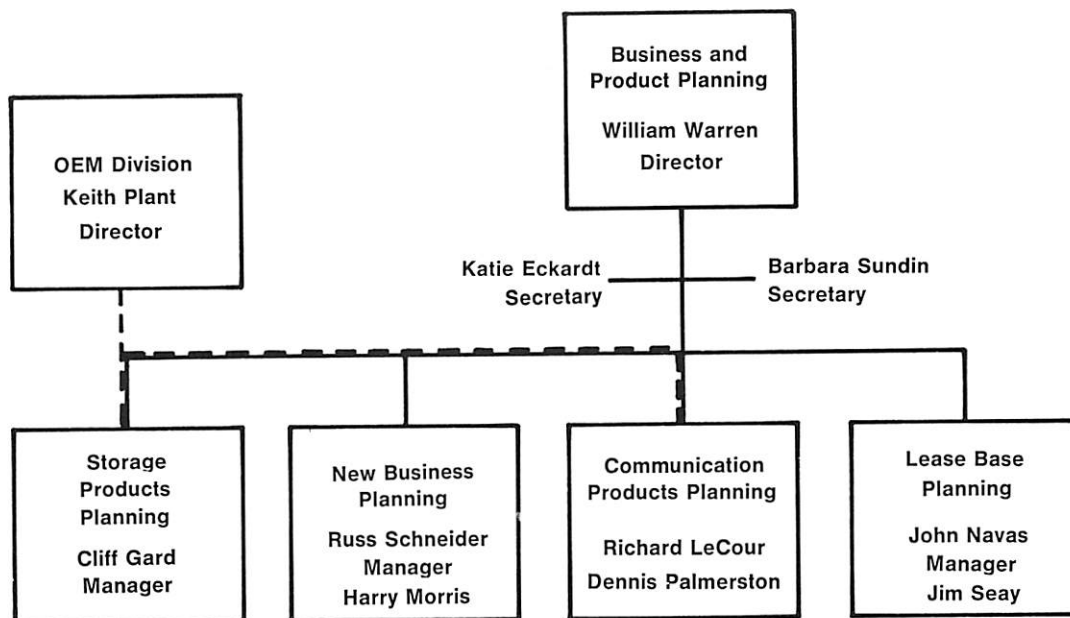 Business and
Product Planning
William Warren
Director
OEM Division
Keith Plant
Director
Katie Eckardt
Secretary
Barbara Sundin
Secretary
Storage
Products
Planning
Cliff Gard
Manager
New Business
Planning
Russ Schneider
Manager
Harry Morris
Communication
Products Planning
Richard LeCour
Dennis Palmerston
Lease Base
Planning
John Navas
Manager
Jim Seay